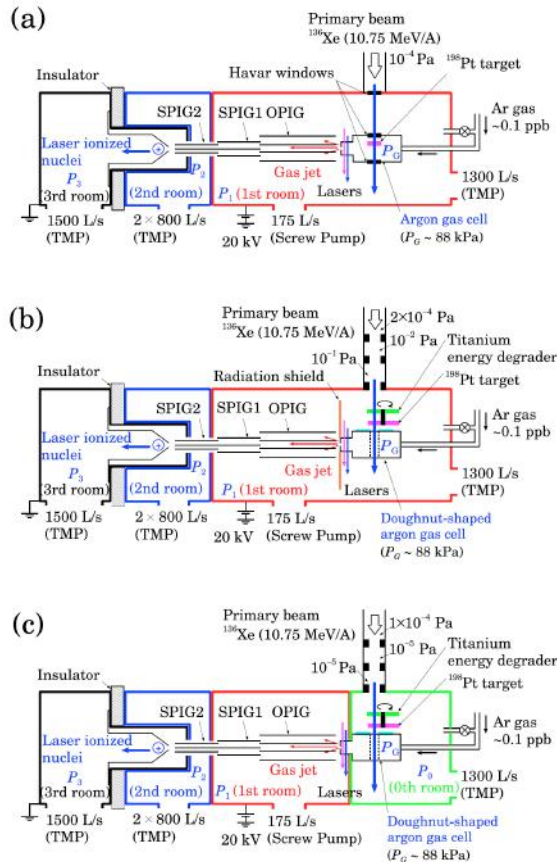 (a)
Primary beam
¹³⁶Xe (10.75 MeV/A)
10⁻⁴ Pa
Insulator
Havar windows
¹⁹⁸Pt target
SPIG2
SPIG1 OPIG
Ar gas
~0.1 ppb
Laser ionized
nuclei
+
P₃
(3rd room)
P₂
(2nd room)
P₁ (1st room)
Gas jet
Lasers
P_G
1300 L/s
(TMP)
1500 L/s
(TMP)
2 × 800 L/s
(TMP)
20 kV
175 L/s
(Screw Pump)
Argon gas cell
(P_G ~ 88 kPa)
(b)
Primary beam
¹³⁶Xe (10.75 MeV/A)
2×10⁻⁴ Pa
10⁻² Pa
10⁻¹ Pa
Titanium
energy degrader
¹⁹⁸Pt target
Insulator
Radiation shield
SPIG2
SPIG1 OPIG
Ar gas
~0.1 ppb
Laser ionized
nuclei
+
P₃
(3rd room)
P₂
(2nd room)
P₁ (1st room)
Gas jet
Lasers
P_G
1300 L/s
(TMP)
1500 L/s
(TMP)
2 × 800 L/s
(TMP)
20 kV
175 L/s
(Screw Pump)
Doughnut-shaped
argon gas cell
(P_G ~ 88 kPa)
(c)
Primary beam
¹³⁶Xe (10.75 MeV/A)
1×10⁻⁴ Pa
10⁻⁵ Pa
10⁻⁵ Pa
Titanium
energy degrader
¹⁹⁸Pt target
Insulator
SPIG2
SPIG1 OPIG
Ar gas
~0.1 ppb
Laser ionized
nuclei
+
P₃
(3rd room)
P₂
(2nd room)
P₁ (1st room)
Gas jet
Lasers
P_G
P₀
(0th room)
1300 L/s
(TMP)
1500 L/s
(TMP)
2 × 800 L/s
(TMP)
20 kV
175 L/s
(Screw Pump)
Doughnut-shaped
argon gas cell
(P_G ~ 88 kPa)